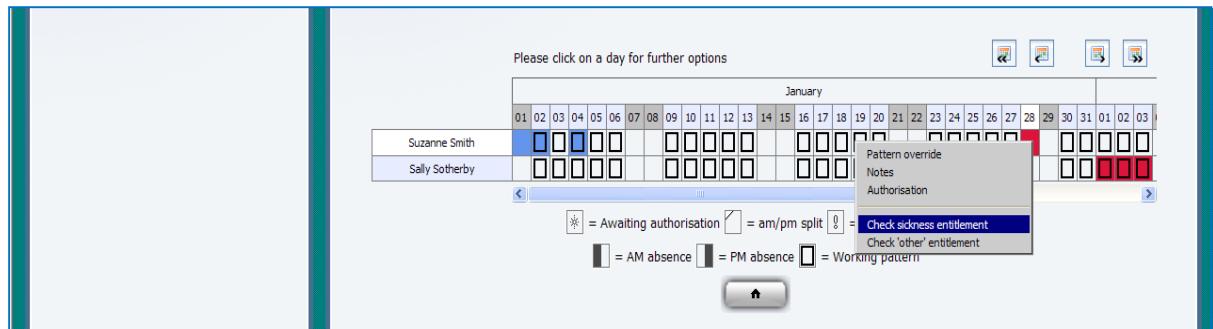 Please click on a day for further options
January
01 02 03 04 05 06 07 08 09 10 11 12 13 14 15 16 17 18 19 20 21 22 23 24 25 26 27 28 29 30 31 01 02 03
Suzanne Smith
Sally Sotherby
Pattern override
Notes
Authorisation
Check sickness entitlement
Check 'other' entitlement
= Awaiting authorisation = am/pm split =
= AM absence = PM absence = Working pattern